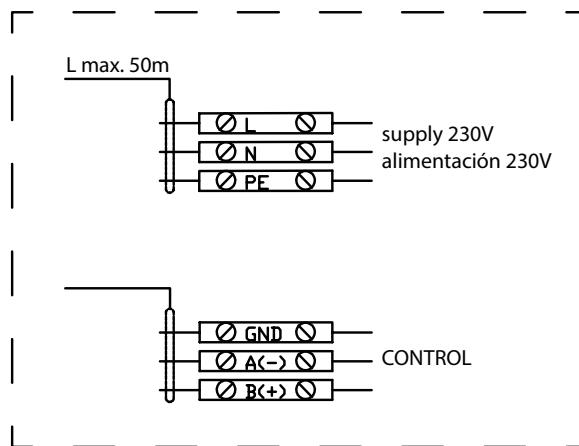 L max. 50m
L
N
PE
supply 230V
alimentación 230V
GND
A(-)
B(+)
CONTROL